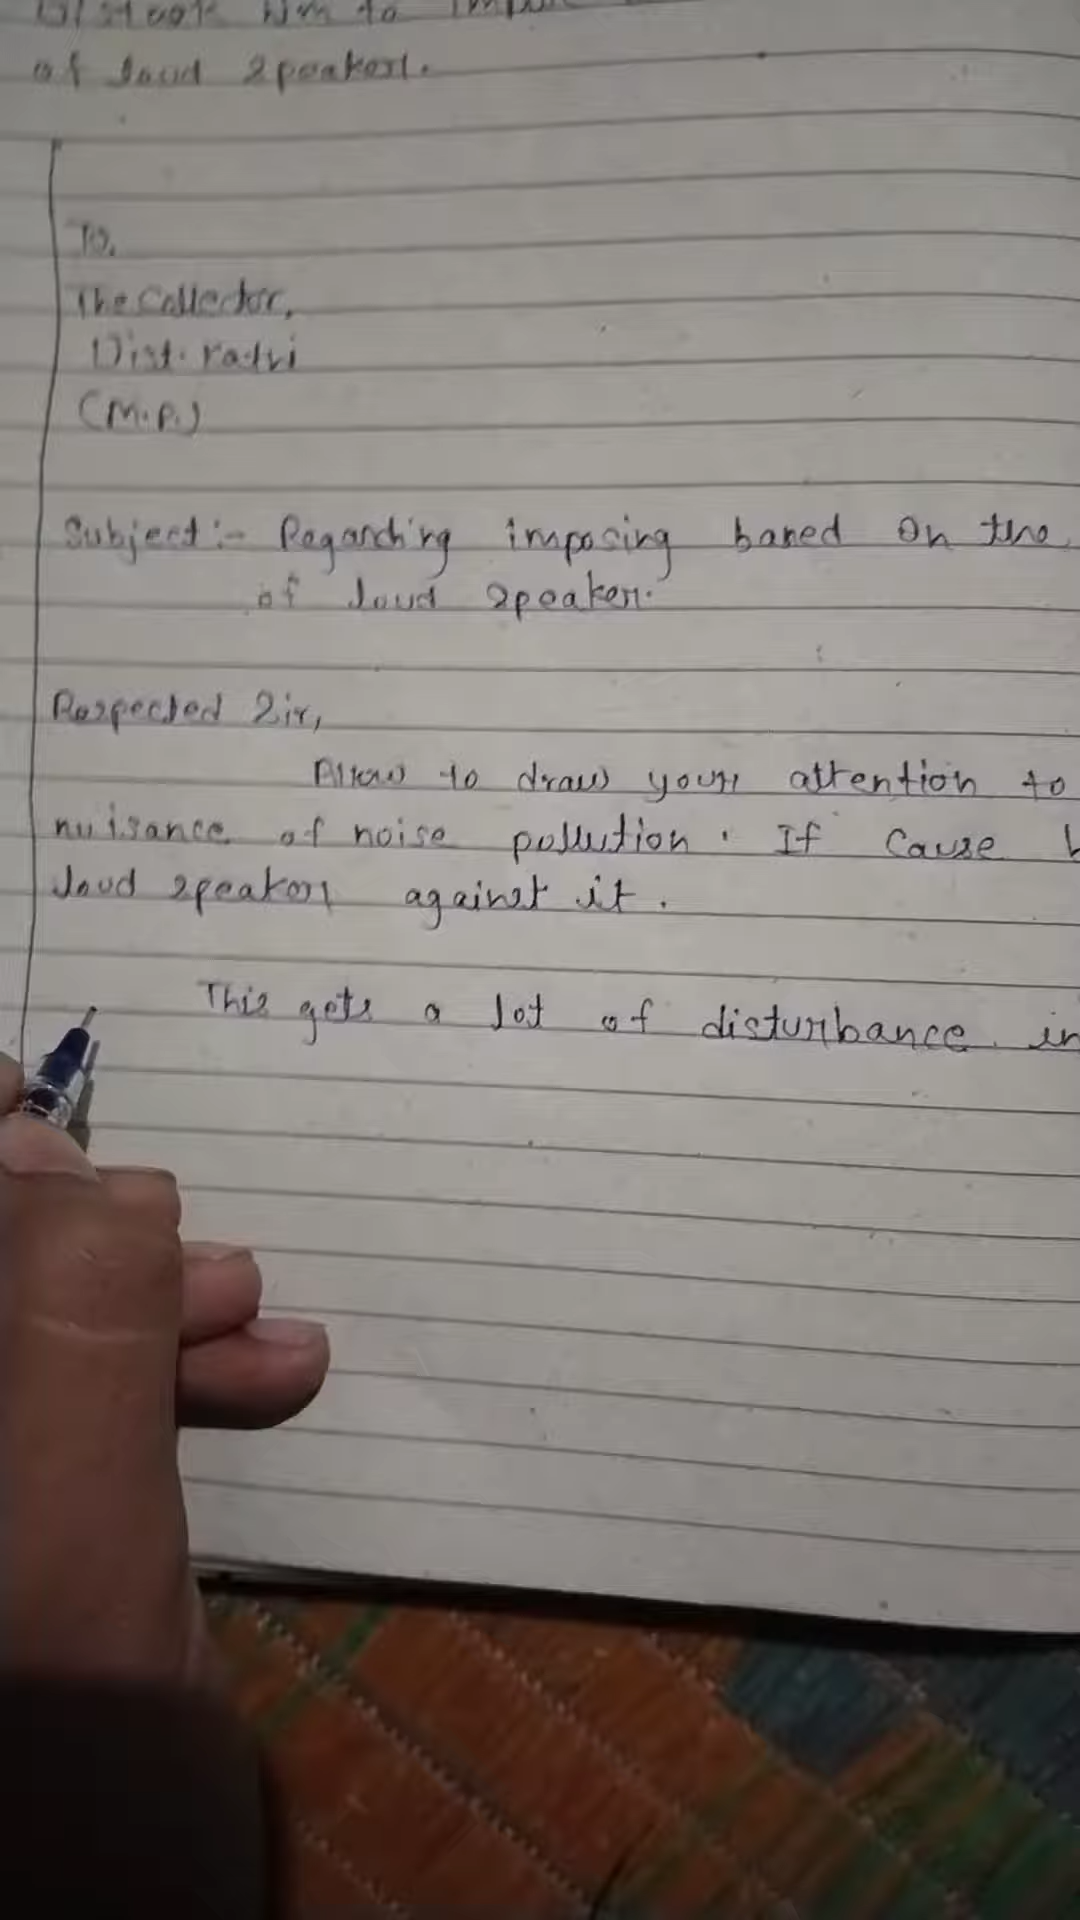 of loud speaker.
To,
The Collector,
Dist. 
(M.P.)
Subject:- Regarding imposing baned on the
of loud speaker.
Respected Sir,
Allow to draw your attention to
nuisance of noise pollution. If cause
loud speaker against it.
This gets a lot of disturbance in